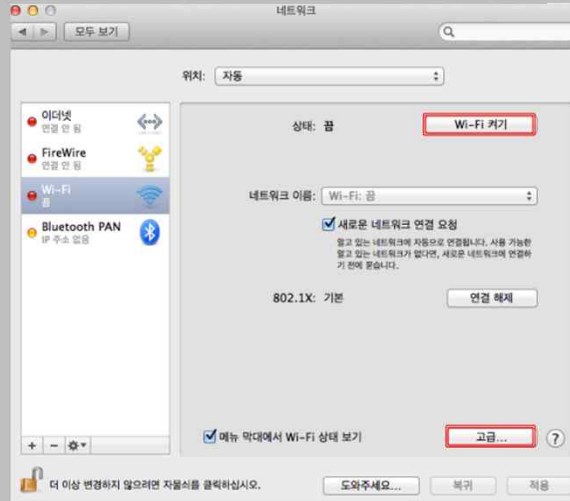 네트워크
모두 보기
위치: 자동
이더넷
연결 안 됨
FireWire
연결 안 됨
Wi-Fi
끔
Bluetooth PAN
IP 주소 없음
상태: 끔
Wi-Fi 켜기
네트워크 이름: Wi-Fi: 끔
새로운 네트워크 연결 요청
알고 있는 네트워크에 자동으로 연결됩니다. 사용 가능한
알고 있는 네트워크가 없다면, 새로운 네트워크에 연결하
기 전에 묻습니다.
802.1X: 기본
연결 해제
메뉴 막대에서 Wi-Fi 상태 보기
고급...
?
더 이상 변경하지 않으려면 자물쇠를 클릭하십시오.
도와주세요...
복귀
적용